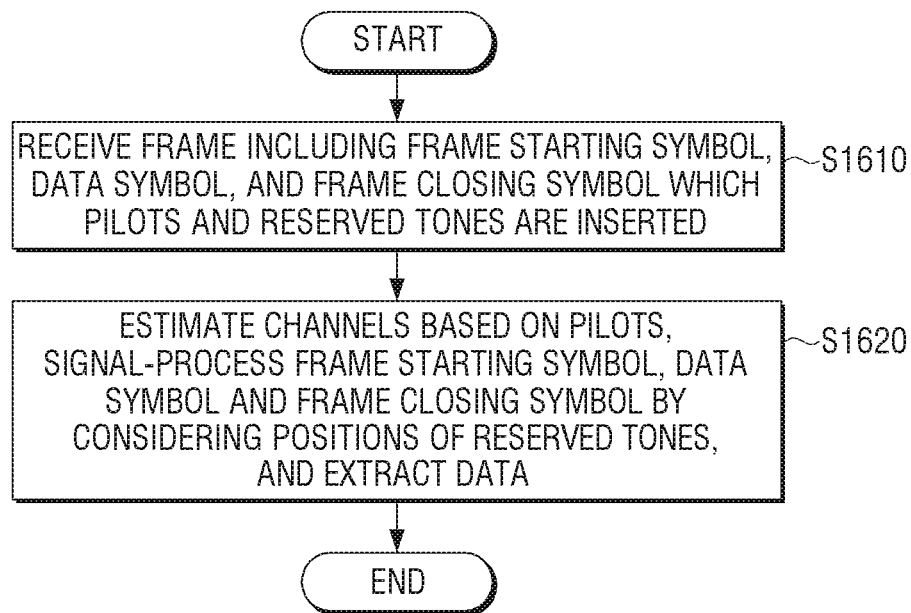 START
RECEIVE FRAME INCLUDING FRAME STARTING SYMBOL,
DATA SYMBOL, AND FRAME CLOSING SYMBOL WHICH
PILOTS AND RESERVED TONES ARE INSERTED
S1610
ESTIMATE CHANNELS BASED ON PILOTS,
SIGNAL-PROCESS FRAME STARTING SYMBOL, DATA
SYMBOL AND FRAME CLOSING SYMBOL BY
CONSIDERING POSITIONS OF RESERVED TONES,
AND EXTRACT DATA
S1620
END